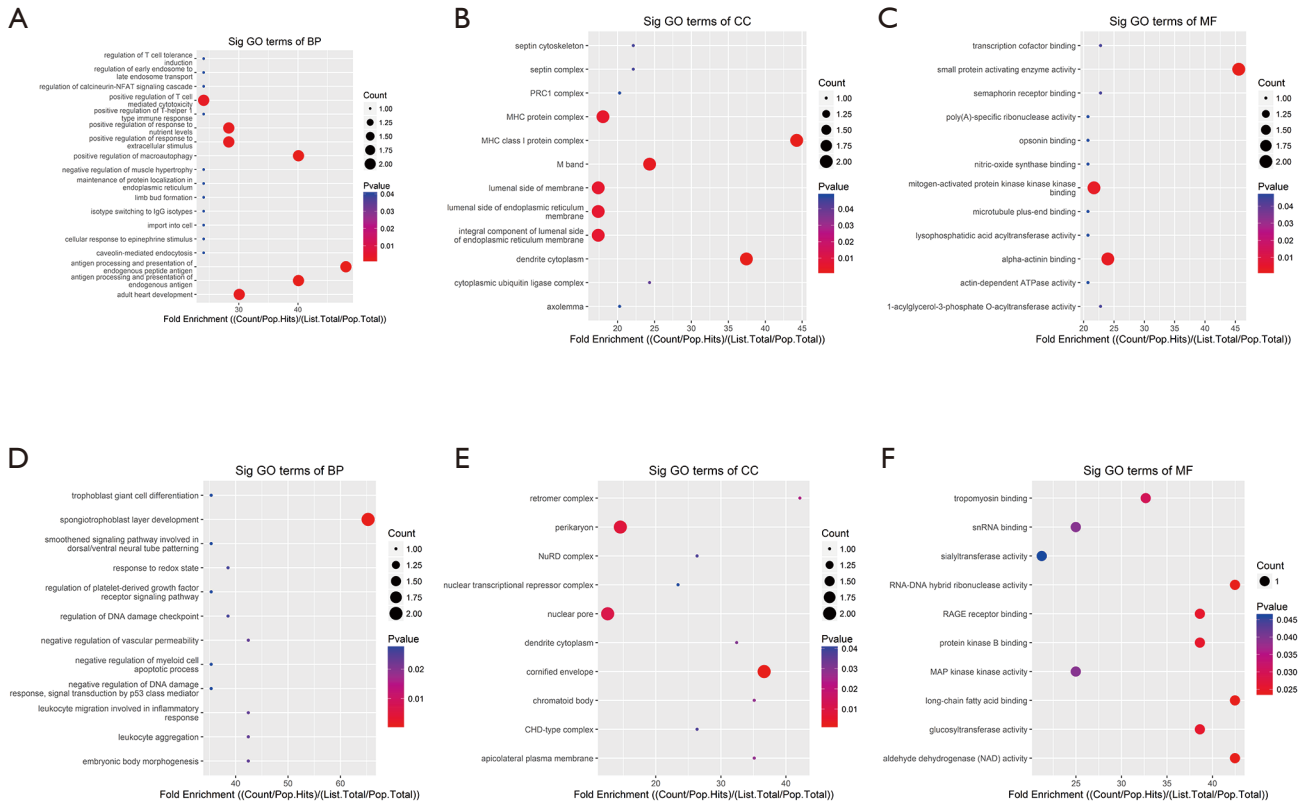 A
Sig GO terms of BP
regulation of T cell tolerance
induction
regulation of early endosome to
late endosome transport
regulation of calcineurin-NFAT signaling cascade
positive regulation of T cell
mediated cytotoxicity
positive regulation of T-helper 1
type immune response
positive regulation of response to
nutrient levels
positive regulation of response to
extracellular stimulus
positive regulation of macroautophagy
negative regulation of muscle hypertrophy
maintenance of protein localization in
endoplasmic reticulum
limb bud formation
isotype switching to IgG isotypes
import into cell
cellular response to epinephrine stimulus
caveolin-mediated endocytosis
antigen processing and presentation of
endogenous peptide antigen
antigen processing and presentation of
endogenous antigen
adult heart development
30 40
Fold Enrichment ((Count/Pop.Hits)/(List.Total/Pop.Total))
Count
1.00
1.25
1.50
1.75
2.00
Pvalue
0.04
0.03
0.02
0.01
B
Sig GO terms of CC
septin cytoskeleton
septin complex
PRC1 complex
MHC protein complex
MHC class I protein complex
M band
lumenal side of membrane
lumenal side of endoplasmic reticulum
membrane
integral component of lumenal side
of endoplasmic reticulum membrane
dendrite cytoplasm
cytoplasmic ubiquitin ligase complex
axolemma
20 25 30 35 40 45
Fold Enrichment ((Count/Pop.Hits)/(List.Total/Pop.Total))
Count
1.00
1.25
1.50
1.75
2.00
Pvalue
0.04
0.03
0.02
0.01
C
Sig GO terms of MF
transcription cofactor binding
small protein activating enzyme activity
semaphorin receptor binding
poly(A)-specific ribonuclease activity
opsonin binding
nitric-oxide synthase binding
mitogen-activated protein kinase kinase kinase
binding
microtubule plus-end binding
lysophosphatidic acid acyltransferase activity
alpha-actinin binding
actin-dependent ATPase activity
1-acylglycerol-3-phosphate O-acyltransferase activity
20 25 30 35 40 45
Fold Enrichment ((Count/Pop.Hits)/(List.Total/Pop.Total))
Count
1.00
1.25
1.50
1.75
2.00
Pvalue
0.04
0.03
0.02
0.01
D
Sig GO terms of BP
trophoblast giant cell differentiation
spongiotrophoblast layer development
smoothened signaling pathway involved in
dorsal/ventral neural tube patterning
response to redox state
regulation of platelet-derived growth factor
receptor signaling pathway
regulation of DNA damage checkpoint
negative regulation of vascular permeability
negative regulation of myeloid cell
apoptotic process
negative regulation of DNA damage
response, signal transduction by p53 class mediator
leukocyte migration involved in inflammatory
response
leukocyte aggregation
embryonic body morphogenesis
40 50 60
Fold Enrichment ((Count/Pop.Hits)/(List.Total/Pop.Total))
Count
1.00
1.25
1.50
1.75
2.00
Pvalue
0.02
0.01
E
Sig GO terms of CC
retromer complex
perikaryon
NuRD complex
nuclear transcriptional repressor complex
nuclear pore
dendrite cytoplasm
cornified envelope
chromatoid body
CHD-type complex
apicolateral plasma membrane
20 30 40
Fold Enrichment ((Count/Pop.Hits)/(List.Total/Pop.Total))
Count
1.00
1.25
1.50
1.75
2.00
Pvalue
0.04
0.03
0.02
0.01
F
Sig GO terms of MF
tropomyosin binding
snRNA binding
sialyltransferase activity
RNA-DNA hybrid ribonuclease activity
RAGE receptor binding
protein kinase B binding
MAP kinase kinase activity
long-chain fatty acid binding
glucosyltransferase activity
aldehyde dehydrogenase (NAD) activity
25 30 35 40
Fold Enrichment ((Count/Pop.Hits)/(List.Total/Pop.Total))
Count
1
Pvalue
0.045
0.040
0.035
0.030
0.025